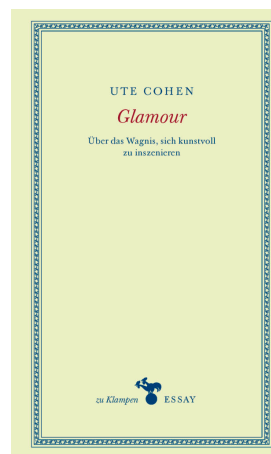 UTE COHEN
Glamour
Über das Wagnis, sich kunstvoll
zu inszenieren
zu Klampen ESSAY